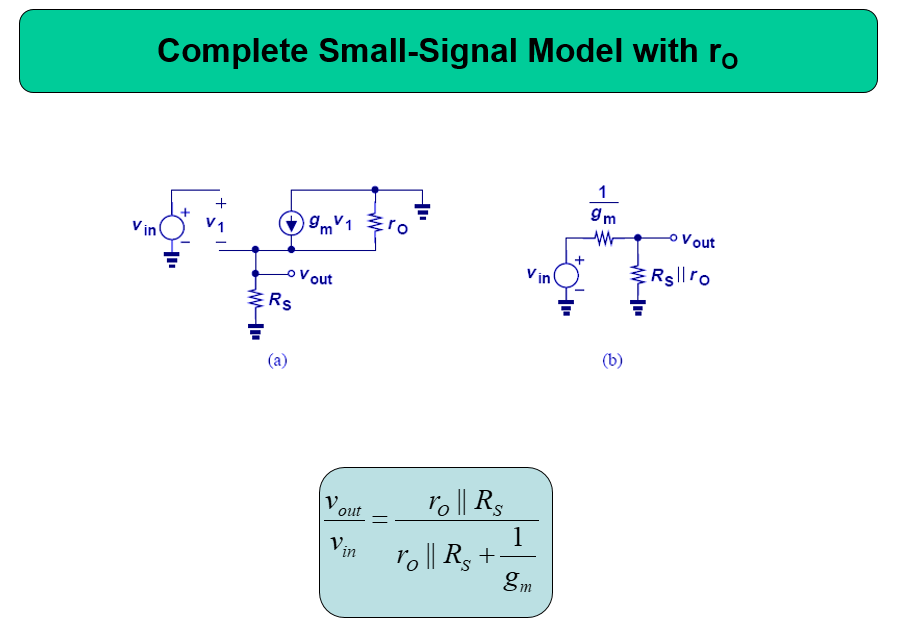 Complete Small-Signal Model with rO
vin + − + v1 − gmv1 rO
vout
RS
(a)
1
gm
vin + − vout
RS||rO
(b)
vout / vin = rO || RS / (rO || RS + 1 / gm)